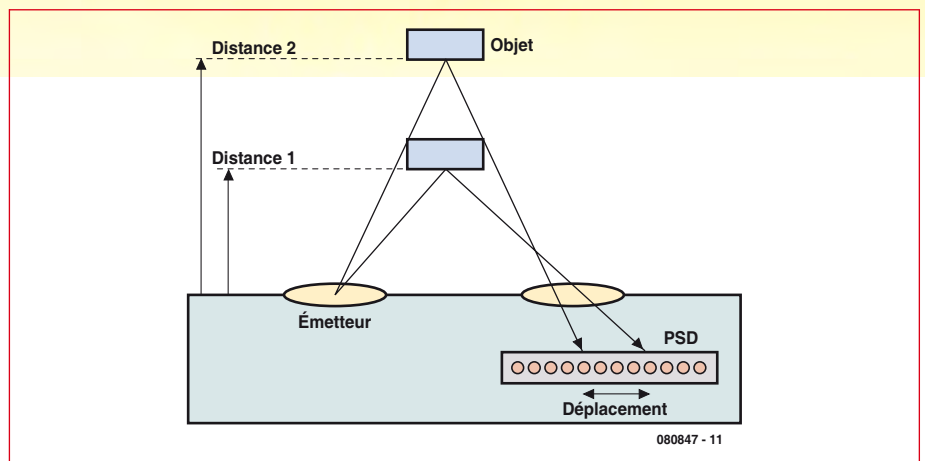 Distance 2
Objet
Distance 1
Émetteur
PSD
Déplacement
080847 - 11